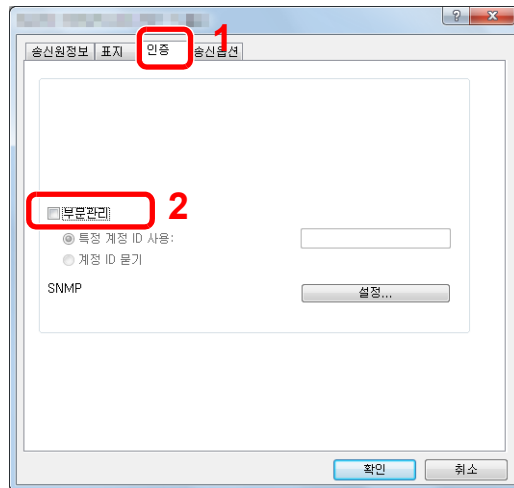 송신원정보 표지 인증 송신옵션
1
부문관리
2
특정 계정 ID 사용:
계정 ID 묻기
SNMP 설정...
확인 취소